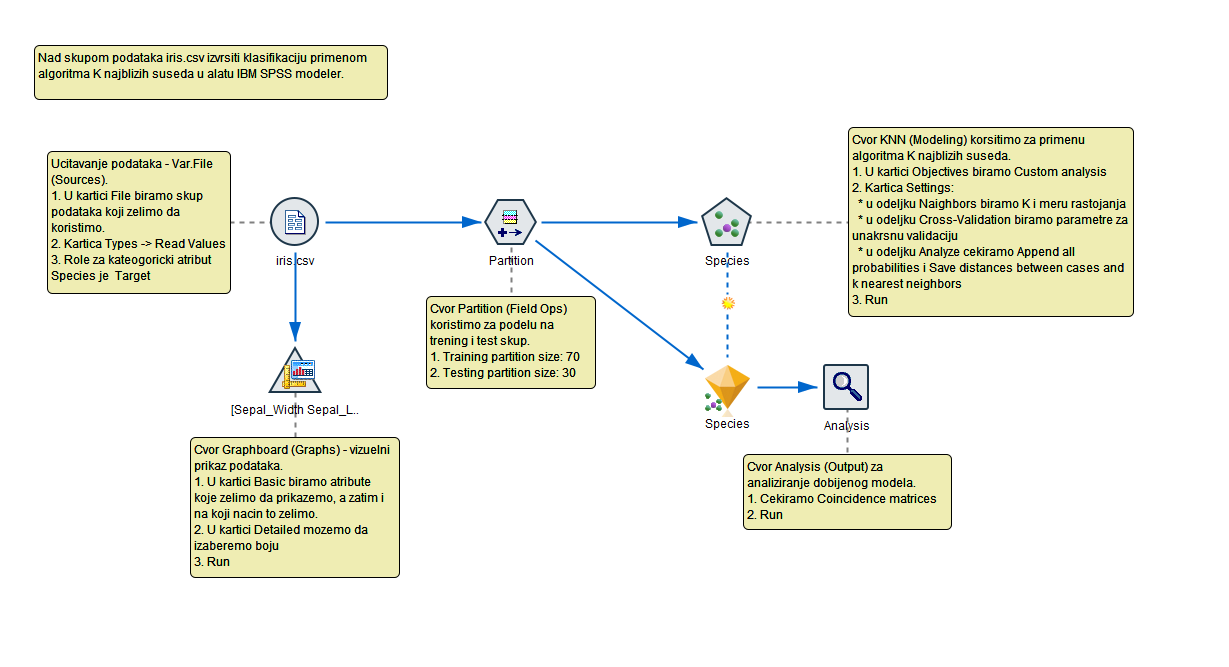 Nad skupom podataka iris.csv izvrsiti klasifikaciju primenom
algoritma K najblizih suseda u alatu IBM SPSS modeler.
Ucitavanje podataka - Var.File
(Sources).
1. U kartici File biramo skup
podataka koji zelimo da
koristimo.
2. Kartica Types -> Read Values
3. Role za kateogoricki atribut
Species je  Target
iris.csv
Partition
Species
Cvor KNN (Modeling) korsitimo za primenu
algoritma K najblizih suseda.
1. U kartici Objectives biramo Custom analysis
2. Kartica Settings:
* u odeljku Naighbors biramo K i meru rastojanja
* u odeljku Cross-Validation biramo parametre za
unakrsnu validaciju
* u odeljku Analyze cekiramo Append all
probabilities i Save distances between cases and
k nearest neighbors
3. Run
Cvor Partition (Field Ops)
koristimo za podelu na
trening i test skup.
1. Training partition size: 70
2. Testing partition size: 30
[Sepal_Width Sepal_L..
Species
Analysis
Cvor Graphboard (Graphs) - vizuelni
prikaz podataka.
1. U kartici Basic biramo atribute
koje zelimo da prikazemo, a zatim i
na koji nacin to zelimo.
2. U kartici Detailed mozemo da
izaberemo boju
3. Run
Cvor Analysis (Output) za
analiziranje dobijenog modela.
1. Cekiramo Coincidence matrices
2. Run